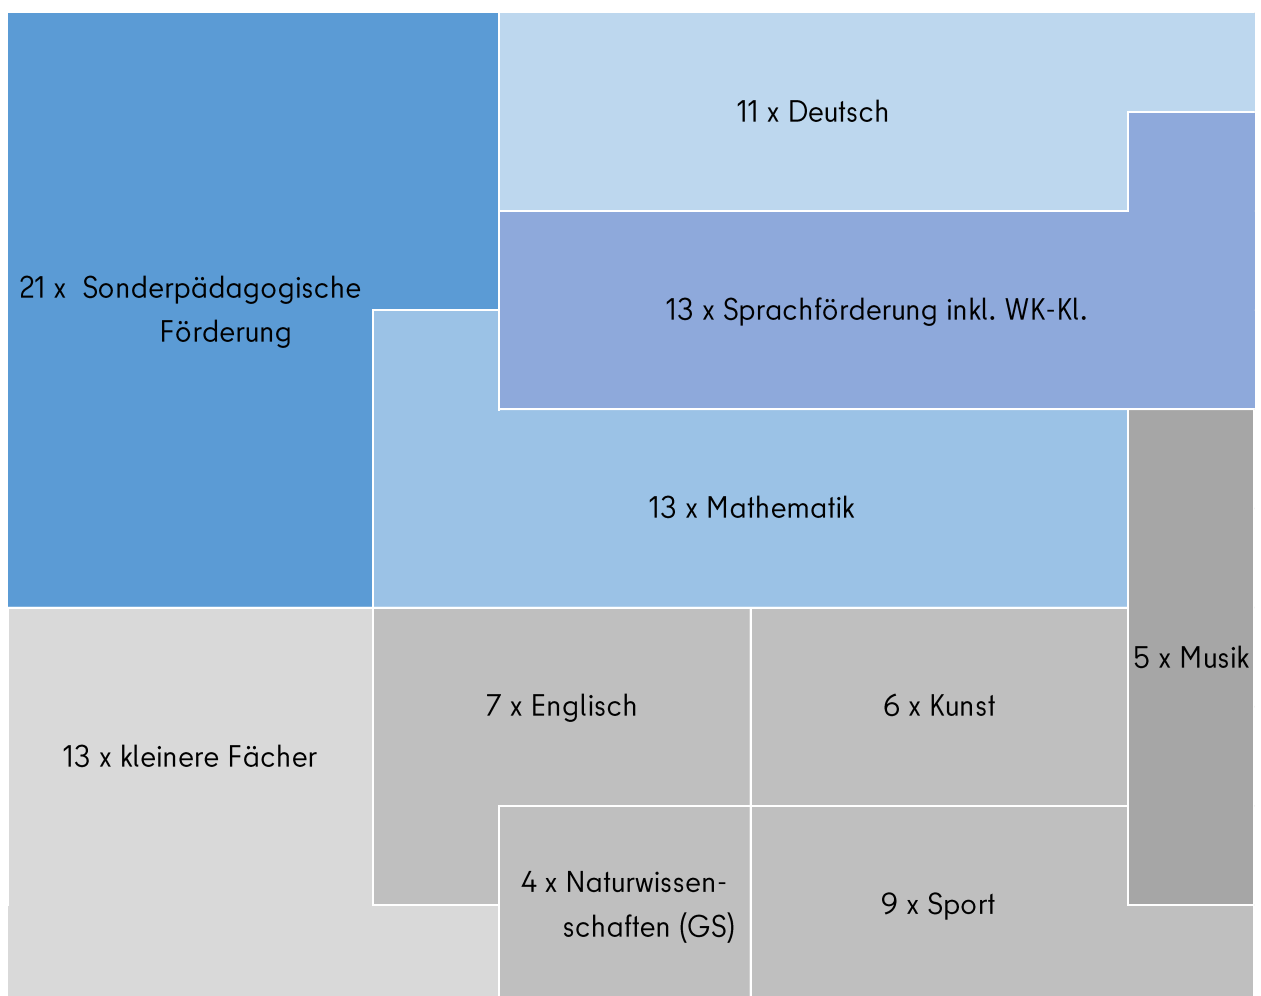 11 x Deutsch
21 x Sonderpädagogische
Förderung
13 x Sprachförderung inkl. WK-Kl.
13 x Mathematik
5 x Musik
7 x Englisch
6 x Kunst
13 x kleinere Fächer
4 x Naturwissen-
schaften (GS)
9 x Sport